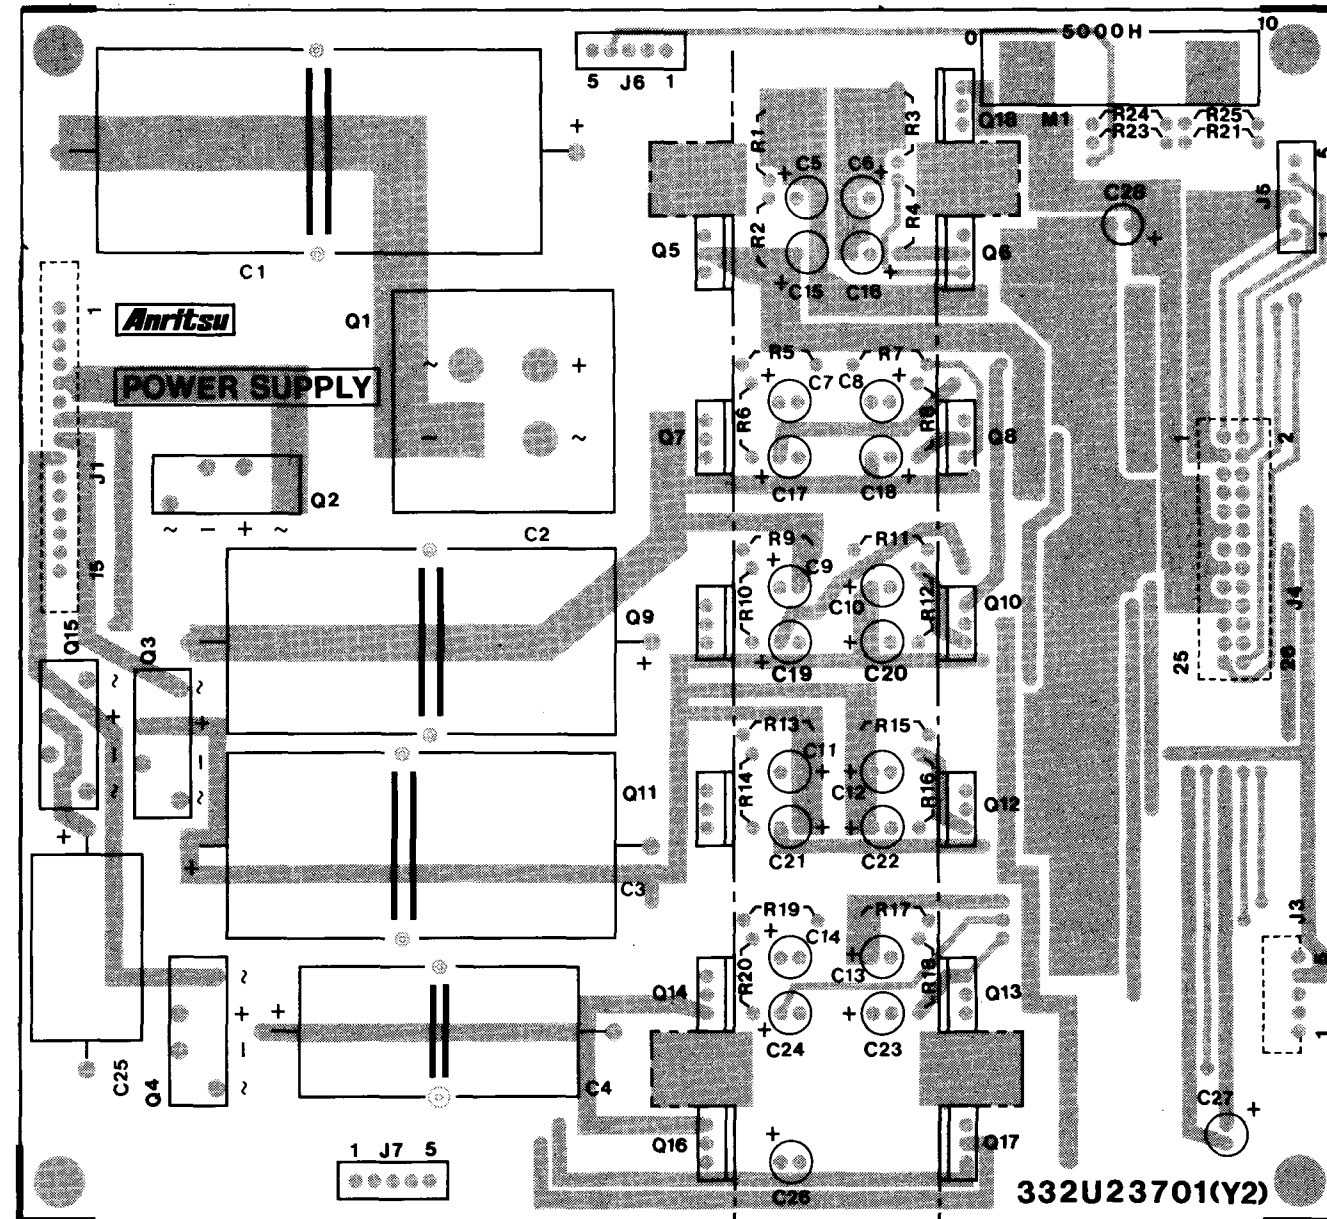 0 5000H 10
5 J6 1
Q18 M1 R24 R25
R23 R21
R1 R3
+ + C5 C6 +
5
J5
1
C28 +
R2 R4
Q5 Q6
C1
+ C15 C16 +
1
Anritsu
Q1
~ +
POWER SUPPLY
- ~
R5 R7
+ C7 C8 +
R6 R8
Q7 Q8
+ C17 C18 +
1 2
J1
Q2
~ - + ~
15
C2
R9 R11
+ C9
R10 + C10 R12
Q9 Q10
+
+ C19 + C20
J4
25 26
Q15 Q3
~ + - ~
~ + - ~
R13 R15
C11
+ + C12
R14 R16
Q11 Q12
+ +
C21 C22
+
+
C3
R19 R17
+ C14
+ C13
R20 R18
J3
5
1
Q14 Q13
+ C24 + C23
~ + - ~
+
C25
Q4
C4
C27 +
1 J7 5
Q16 Q17
+
C26
332U23701(Y2)